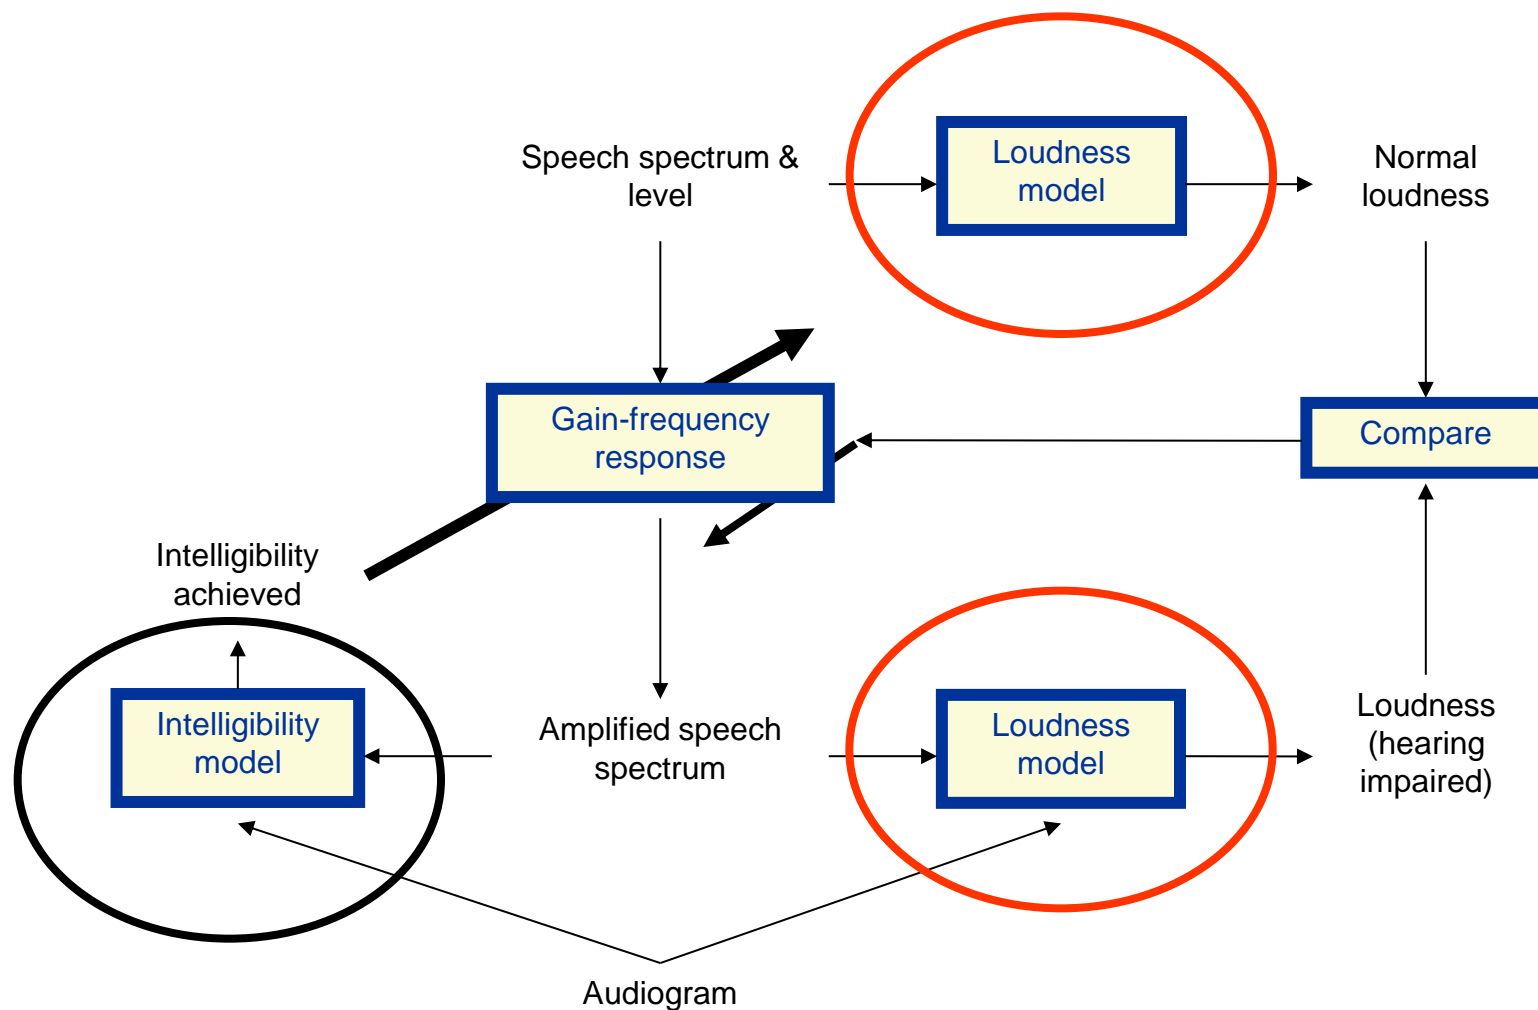 Speech spectrum &
level
Loudness
model
Normal
loudness
Gain-frequency
response
Compare
Intelligibility
achieved
Intelligibility
model
Amplified speech
spectrum
Loudness
model
Loudness
(hearing
impaired)
Audiogram